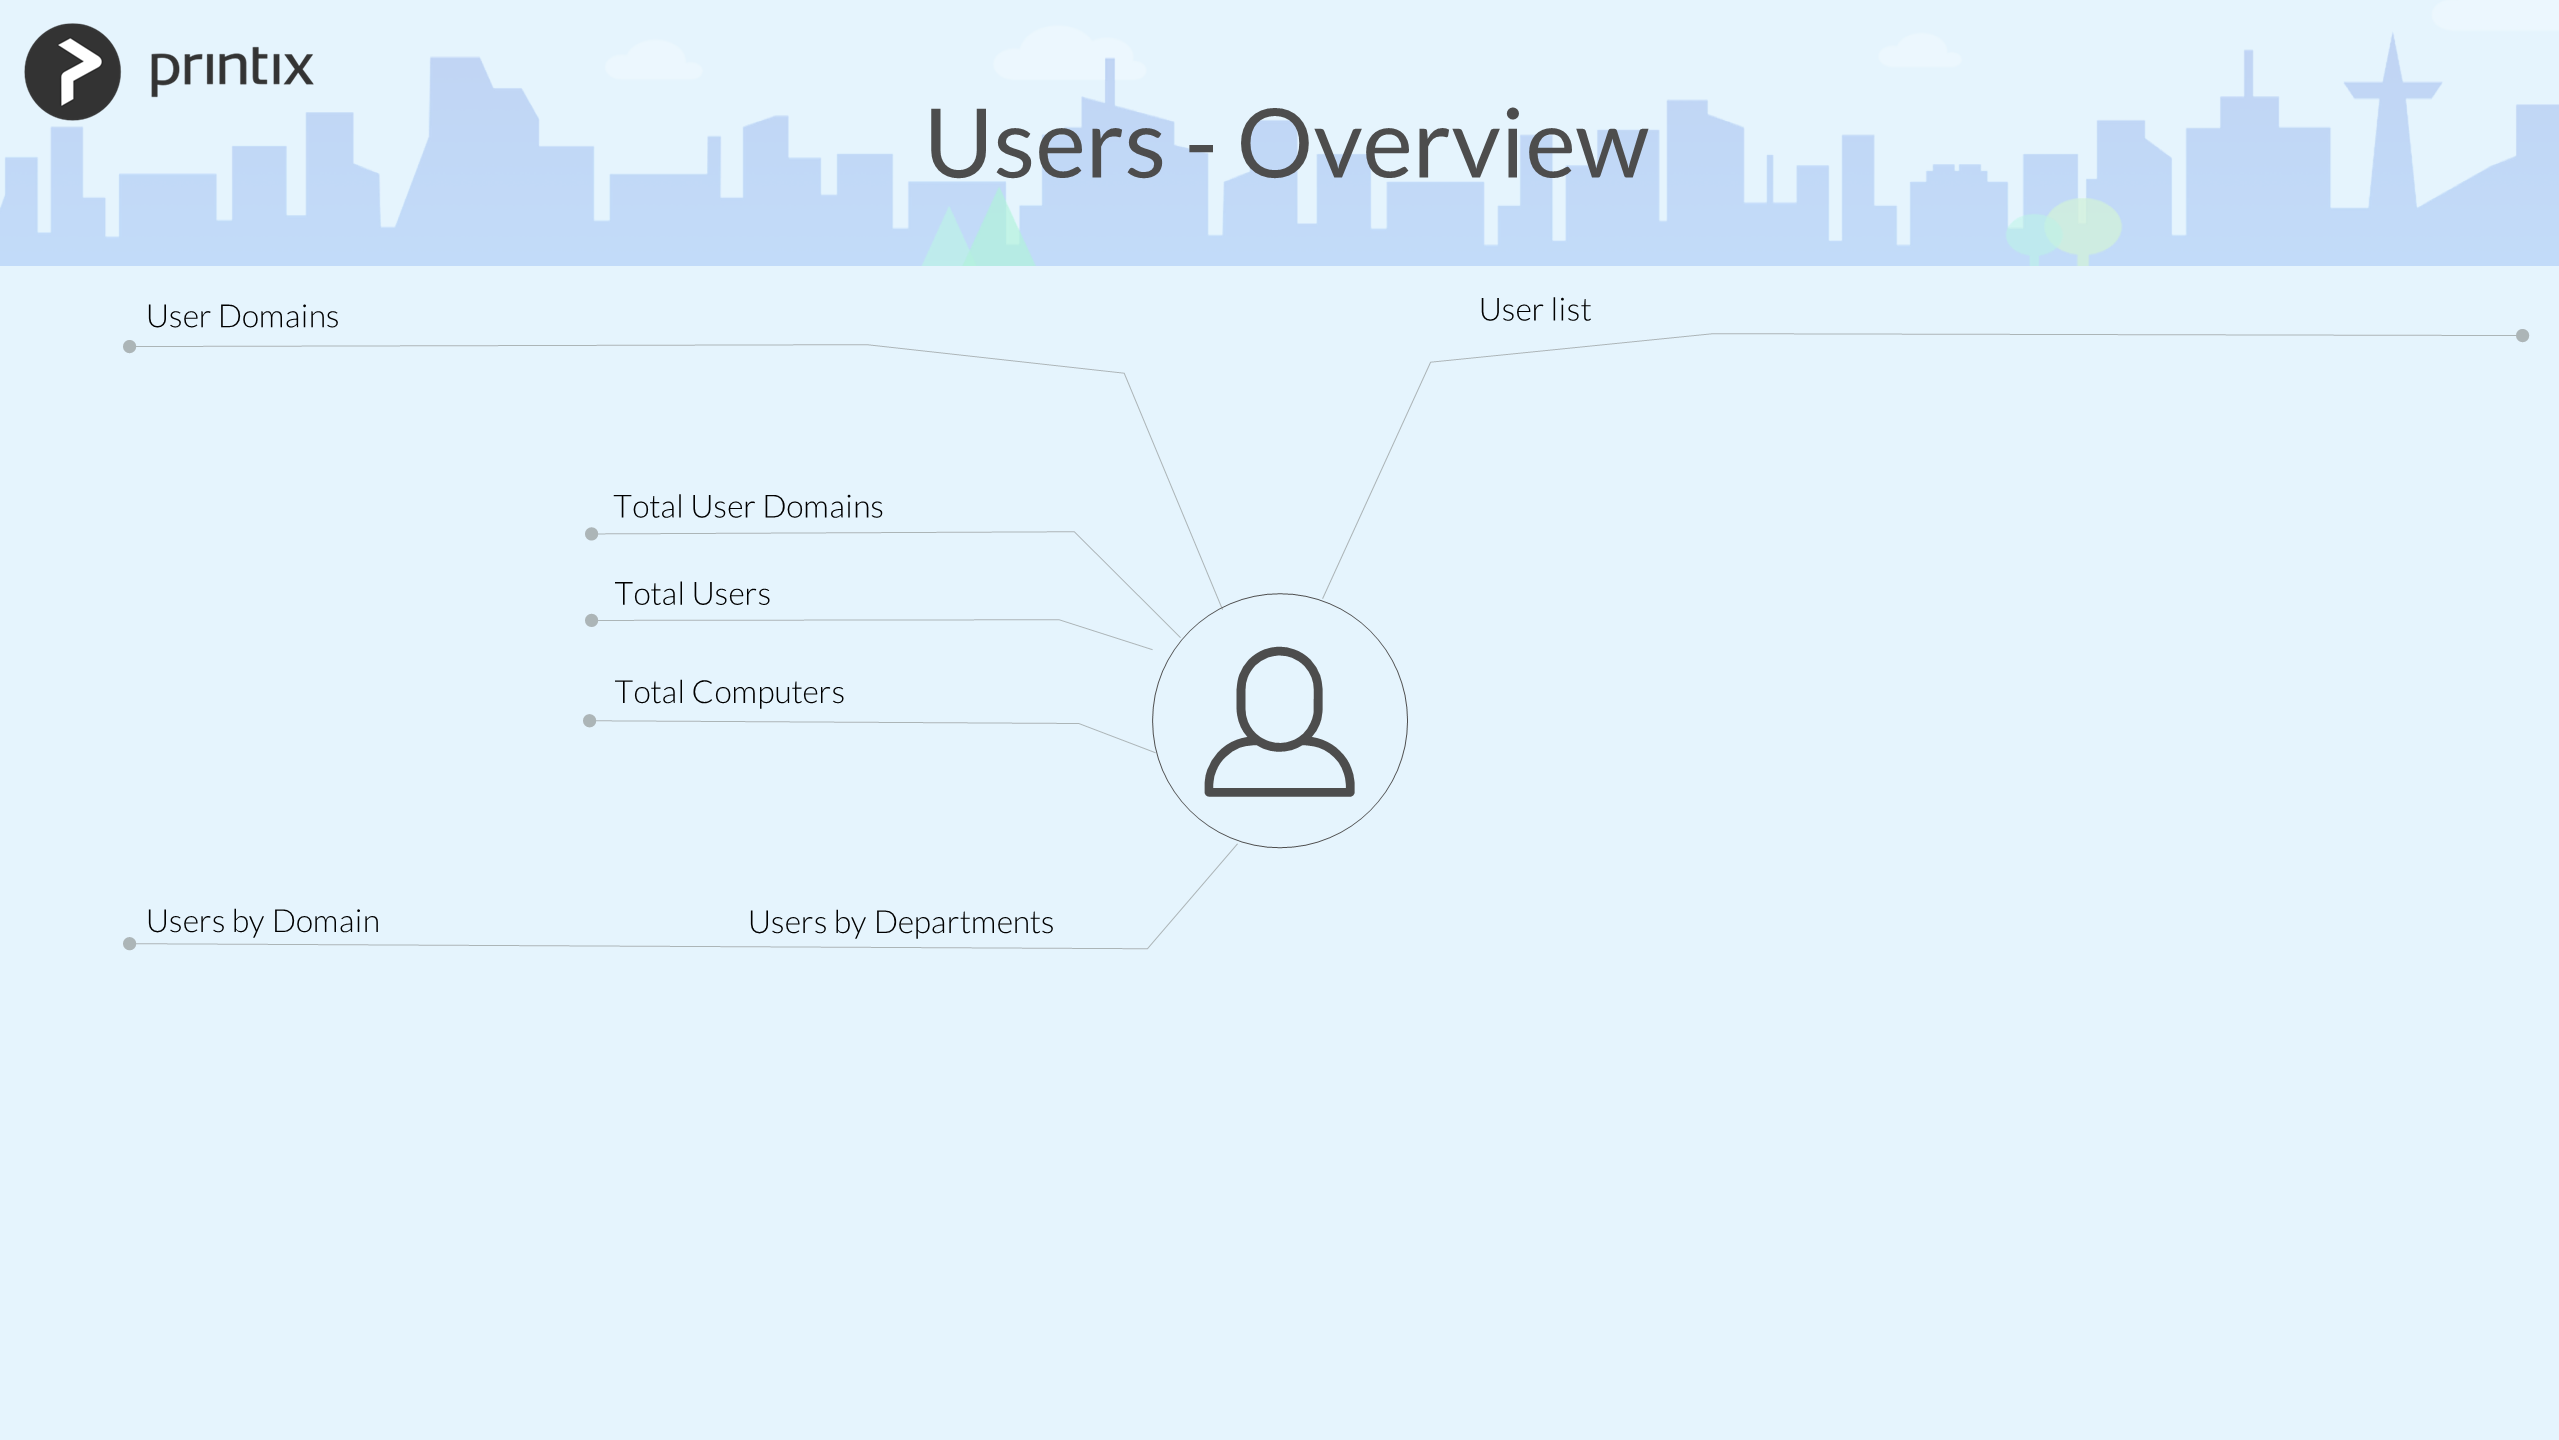 printix
Users - Overview
User Domains
User list
Total User Domains
Total Users
Total Computers
Users by Domain
Users by Departments